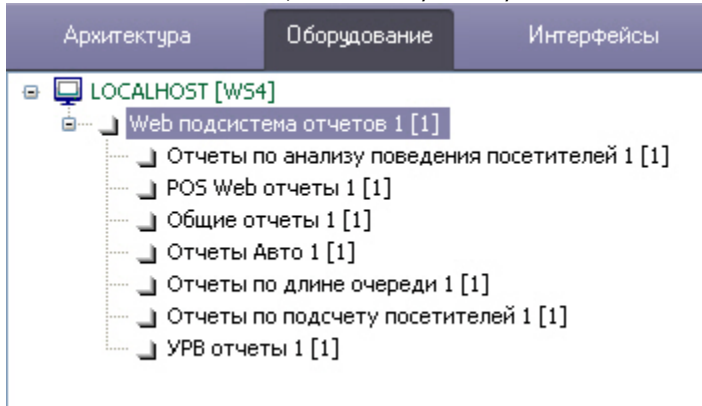 Архитектура Оборудование Интерфейсы
LOCALHOST [WS4]
Web подсистема отчетов 1 [1]
Отчеты по анализу поведения посетителей 1 [1]
POS Web отчеты 1 [1]
Общие отчеты 1 [1]
Отчеты Авто 1 [1]
Отчеты по длине очереди 1 [1]
Отчеты по подсчету посетителей 1 [1]
УРВ отчеты 1 [1]